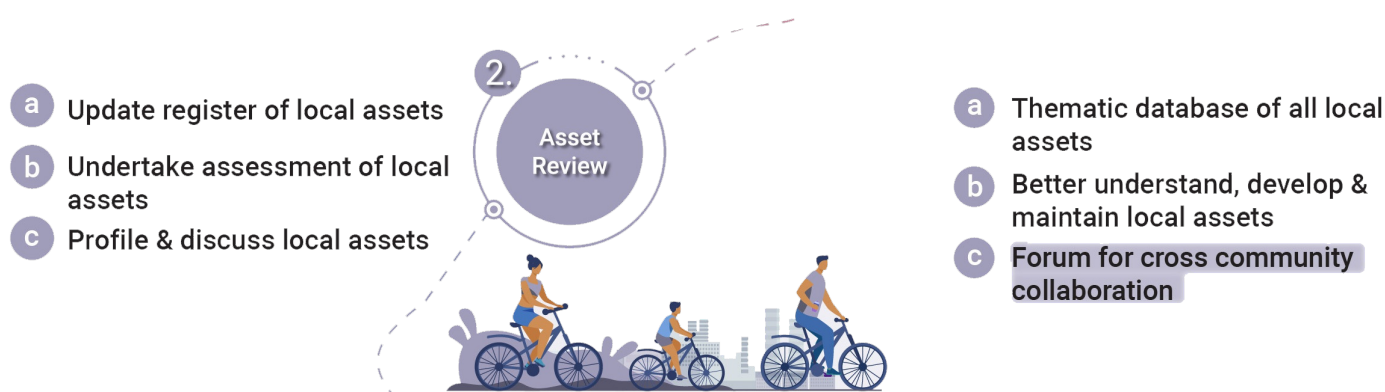 a Update register of local assets
b Undertake assessment of local
assets
c Profile & discuss local assets
2.
Asset
Review
a Thematic database of all local
assets
b Better understand, develop &
maintain local assets
c Forum for cross community
collaboration